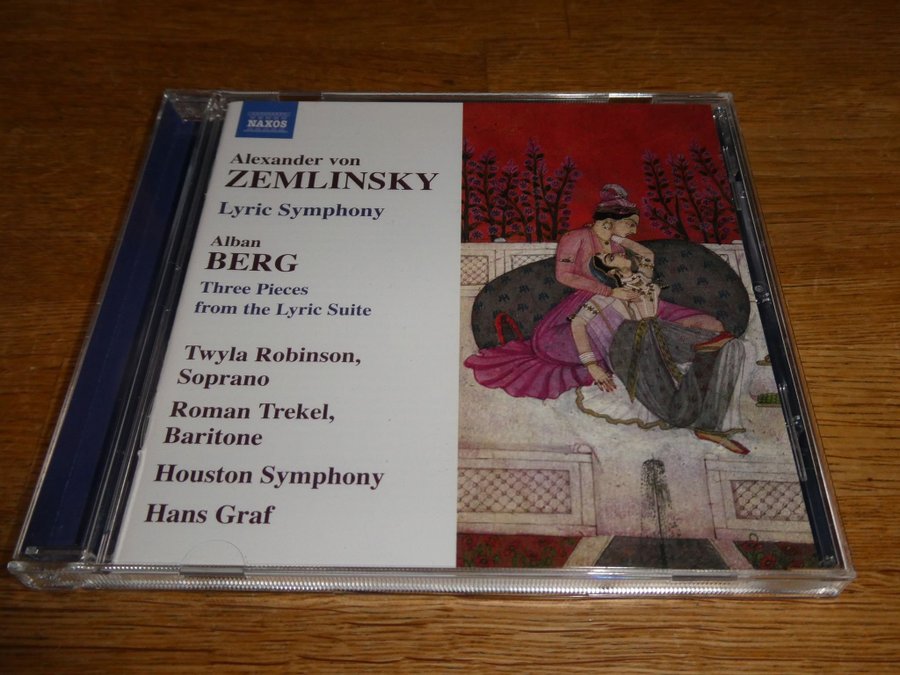 NAXOS
Alexander von
ZEMLINSKY
Lyric Symphony
Alban
BERG
Three Pieces
from the Lyric Suite
Twyla Robinson,
Soprano
Roman Trekel,
Baritone
Houston Symphony
Hans Graf